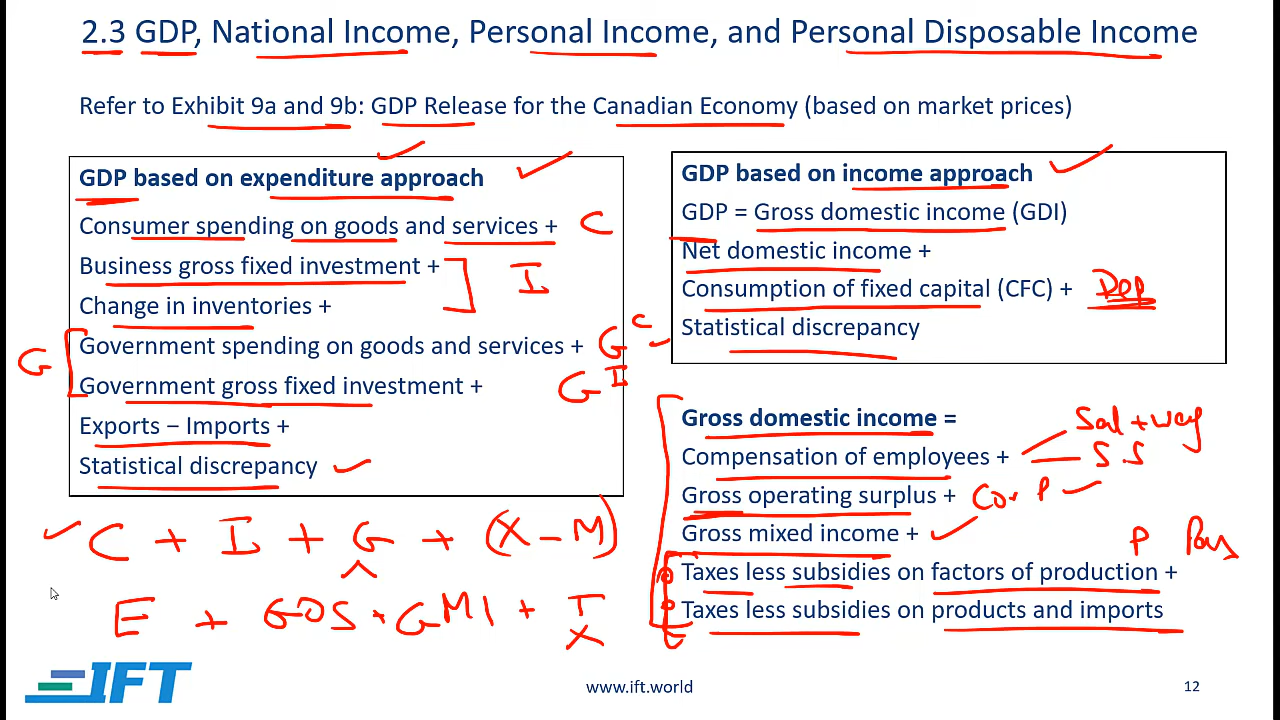 2.3 GDP, National Income, Personal Income, and Personal Disposable Income
Refer to Exhibit 9a and 9b: GDP Release for the Canadian Economy (based on market prices)
GDP based on expenditure approach
Consumer spending on goods and services + C
Business gross fixed investment +
I
Change in inventories +
Government spending on goods and services + G C
G
Government gross fixed investment + G I
Exports – Imports +
Statistical discrepancy
C + I + G + (X – M)
E + GOS + GMI + T
X
GDP based on income approach
GDP = Gross domestic income (GDI)
Net domestic income +
Consumption of fixed capital (CFC) + Dep
Statistical discrepancy
Gross domestic income =
Sal + wag
Compensation of employees + S.S
Gross operating surplus + Cor P
Gross mixed income +
P
Taxes less subsidies on factors of production +
Taxes less subsidies on products and imports
IFT
www.ift.world
12